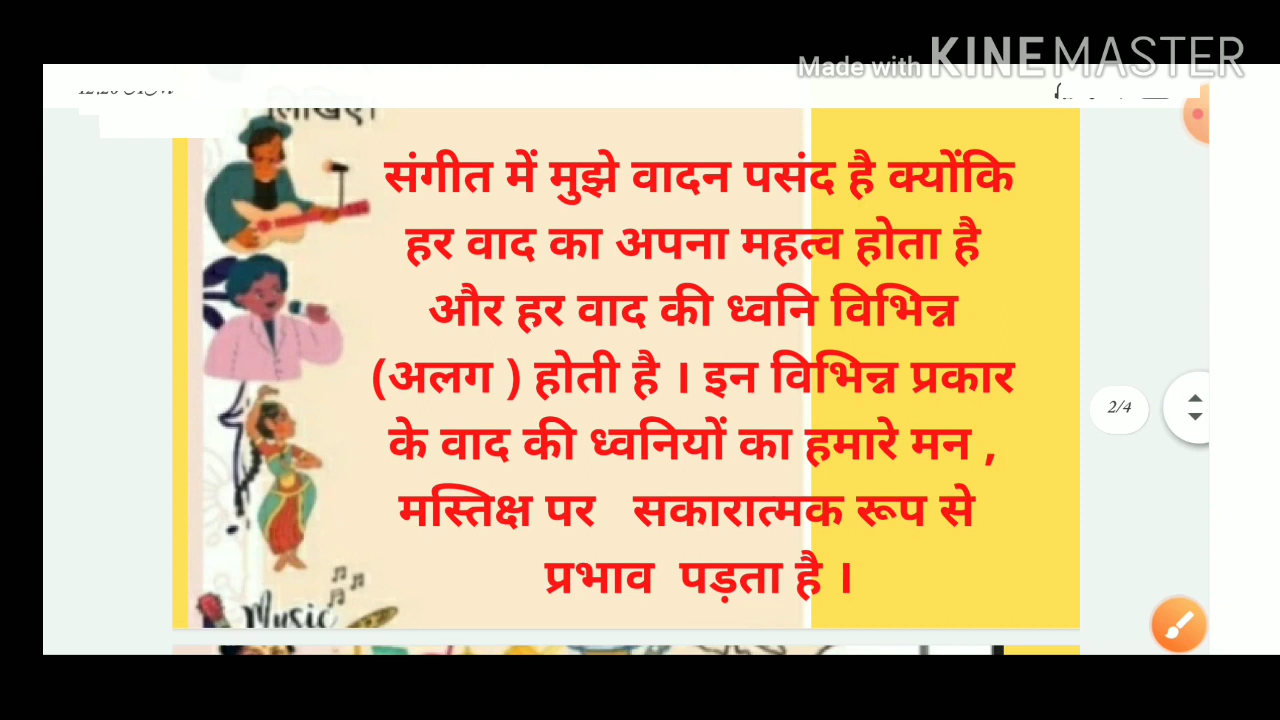 Made with KINEMASTER
संगीत में मुझे वादन पसंद है क्योंकि
हर वाद का अपना महत्व होता है
और हर वाद की ध्वनि विभिन्न
(अलग ) होती है । इन विभिन्न प्रकार
के वाद की ध्वनियों का हमारे मन ,
मस्तिक्ष पर सकारात्मक रूप से
प्रभाव पड़ता है ।
2/4
Music